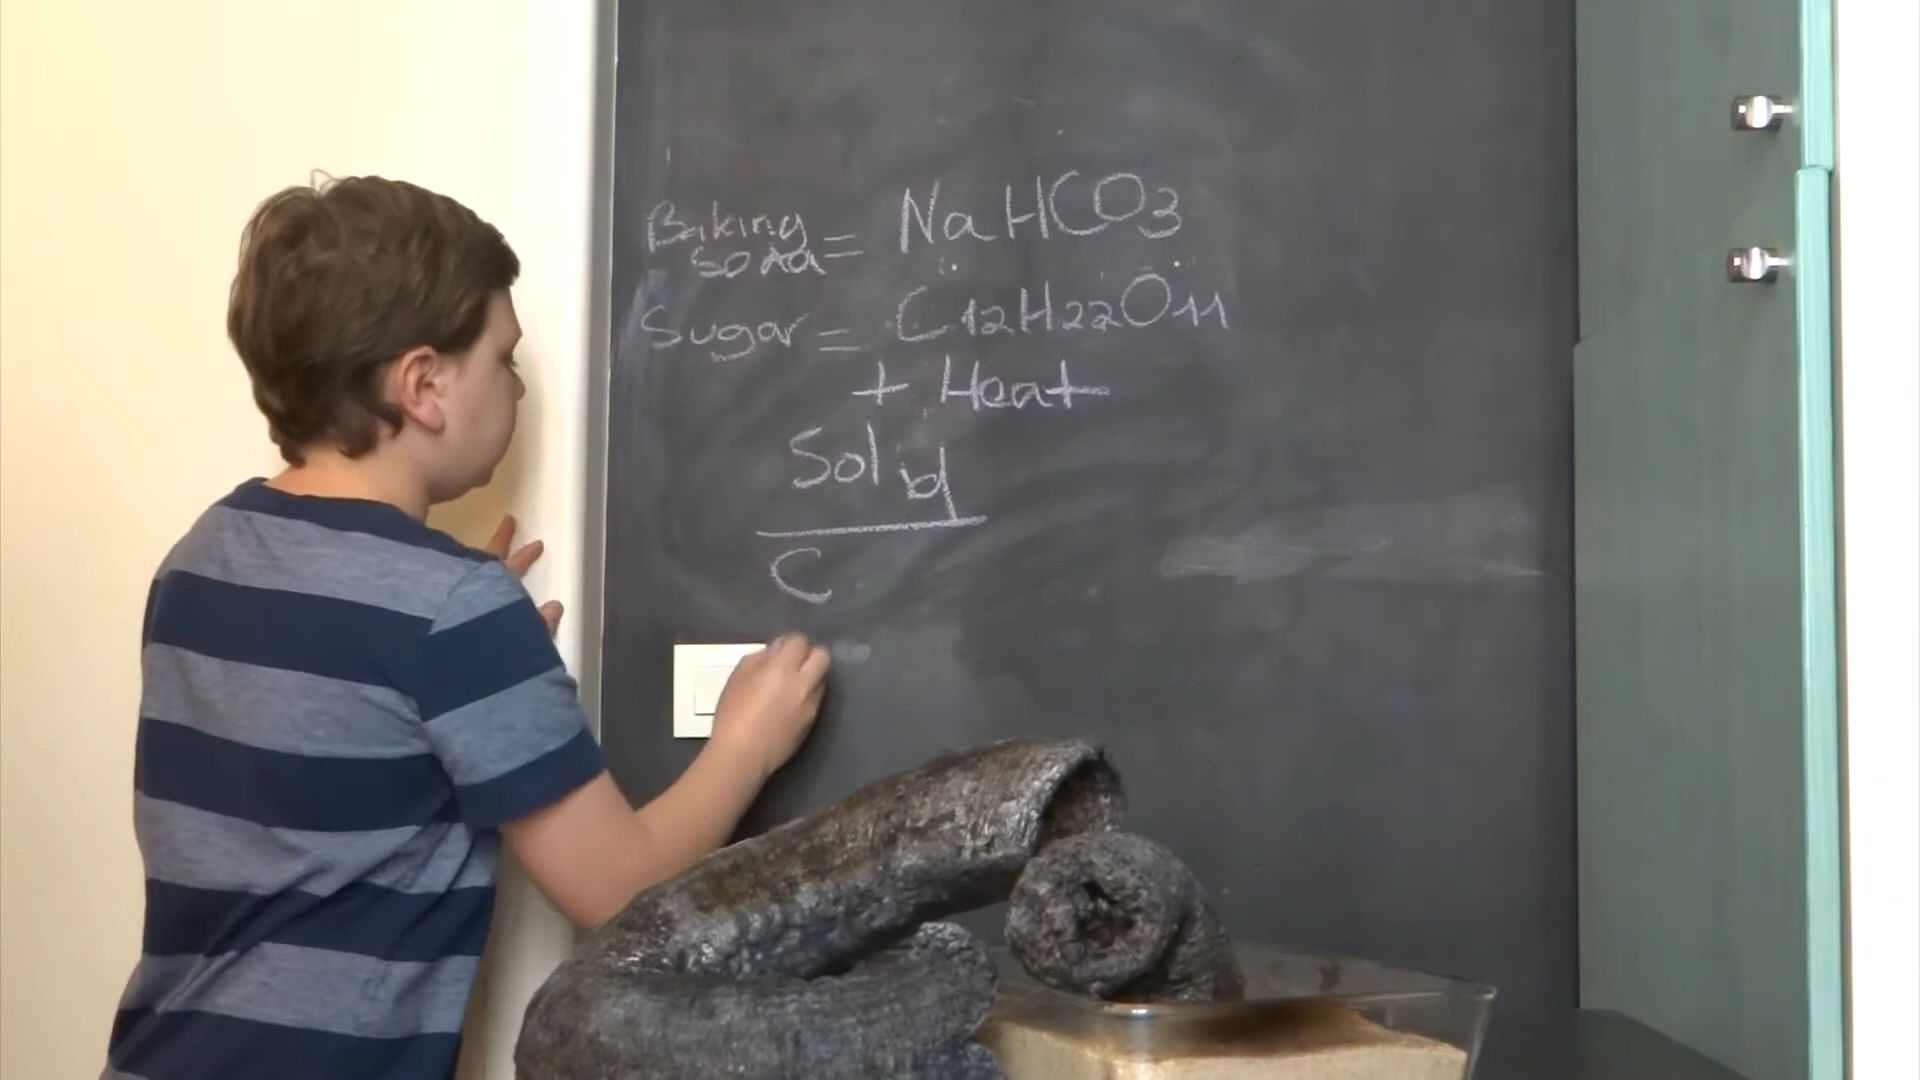 Baking
soda = NaHCO3
Sugar = C12H22O11
+ Heat
Solid
C